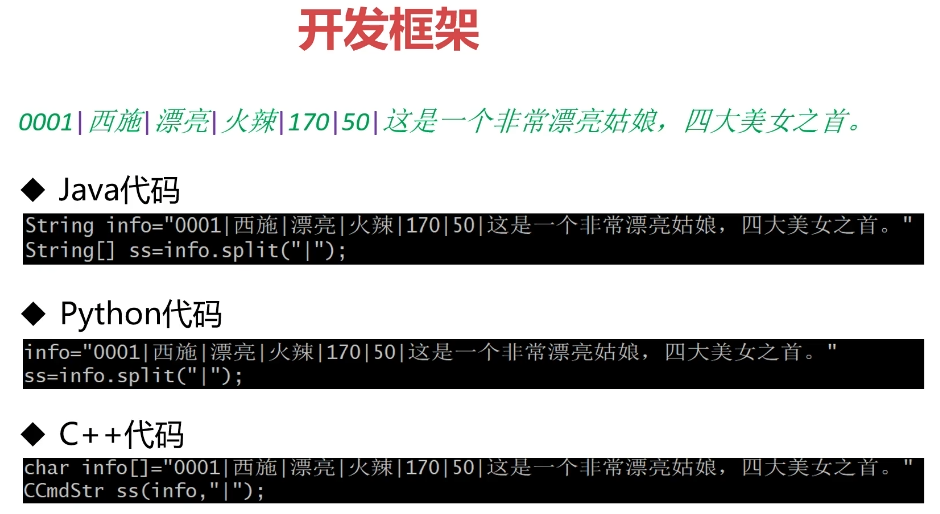 开发框架
0001|西施|漂亮|火辣|170|50|这是一个非常漂亮姑娘，四大美女之首。
◆ Java代码
String info="0001|西施|漂亮|火辣|170|50|这是一个非常漂亮姑娘，四大美女之首。"
String[] ss=info.split("|");
◆ Python代码
info="0001|西施|漂亮|火辣|170|50|这是一个非常漂亮姑娘，四大美女之首。"
ss=info.split("|");
◆ C++代码
char info[]="0001|西施|漂亮|火辣|170|50|这是一个非常漂亮姑娘，四大美女之首。"
CCmdStr ss(info,"|");